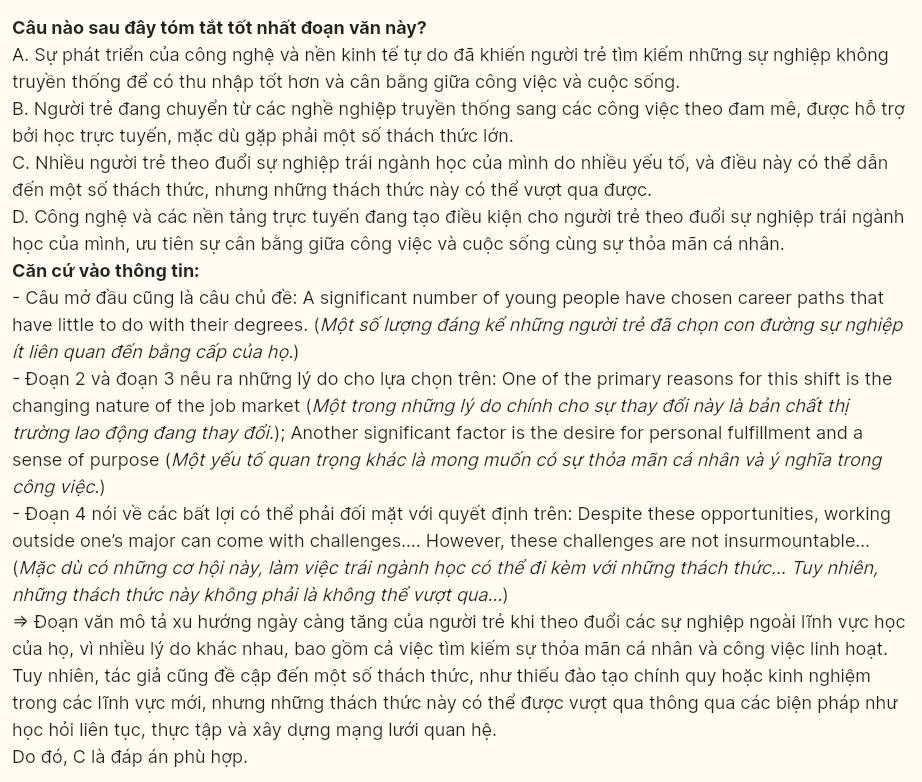 Câu nào sau đây tóm tắt tốt nhất đoạn văn này?
A. Sự phát triển của công nghệ và nền kinh tế tự do đã khiến người trẻ tìm kiếm những sự nghiệp không
truyền thống để có thu nhập tốt hơn và cân bằng giữa công việc và cuộc sống.
B. Người trẻ đang chuyển từ các nghề nghiệp truyền thống sang các công việc theo đam mê, được hỗ trợ
bởi học trực tuyến, mặc dù gặp phải một số thách thức lớn.
C. Nhiều người trẻ theo đuổi sự nghiệp trái ngành học của mình do nhiều yếu tố, và điều này có thể dẫn
đến một số thách thức, nhưng những thách thức này có thể vượt qua được.
D. Công nghệ và các nền tảng trực tuyến đang tạo điều kiện cho người trẻ theo đuổi sự nghiệp trái ngành
học của mình, ưu tiên sự cân bằng giữa công việc và cuộc sống cùng sự thỏa mãn cá nhân.
Căn cứ vào thông tin:
- Câu mở đầu cũng là câu chủ đề: A significant number of young people have chosen career paths that
have little to do with their degrees. (Một số lượng đáng kể những người trẻ đã chọn con đường sự nghiệp
ít liên quan đến bằng cấp của họ.)
- Đoạn 2 và đoạn 3 nêu ra những lý do cho lựa chọn trên: One of the primary reasons for this shift is the
changing nature of the job market (Một trong những lý do chính cho sự thay đổi này là bản chất thị
trường lao động đang thay đổi.); Another significant factor is the desire for personal fulfillment and a
sense of purpose (Một yếu tố quan trọng khác là mong muốn có sự thỏa mãn cá nhân và ý nghĩa trong
công việc.)
- Đoạn 4 nói về các bất lợi có thể phải đối mặt với quyết định trên: Despite these opportunities, working
outside one’s major can come with challenges.... However, these challenges are not insurmountable...
(Mặc dù có những cơ hội này, làm việc trái ngành học có thể đi kèm với những thách thức... Tuy nhiên,
những thách thức này không phải là không thể vượt qua...)
⇒ Đoạn văn mô tả xu hướng ngày càng tăng của người trẻ khi theo đuổi các sự nghiệp ngoài lĩnh vực học
của họ, vì nhiều lý do khác nhau, bao gồm cả việc tìm kiếm sự thỏa mãn cá nhân và công việc linh hoạt.
Tuy nhiên, tác giả cũng đề cập đến một số thách thức, như thiếu đào tạo chính quy hoặc kinh nghiệm
trong các lĩnh vực mới, nhưng những thách thức này có thể được vượt qua thông qua các biện pháp như
học hỏi liên tục, thực tập và xây dựng mạng lưới quan hệ.
Do đó, C là đáp án phù hợp.